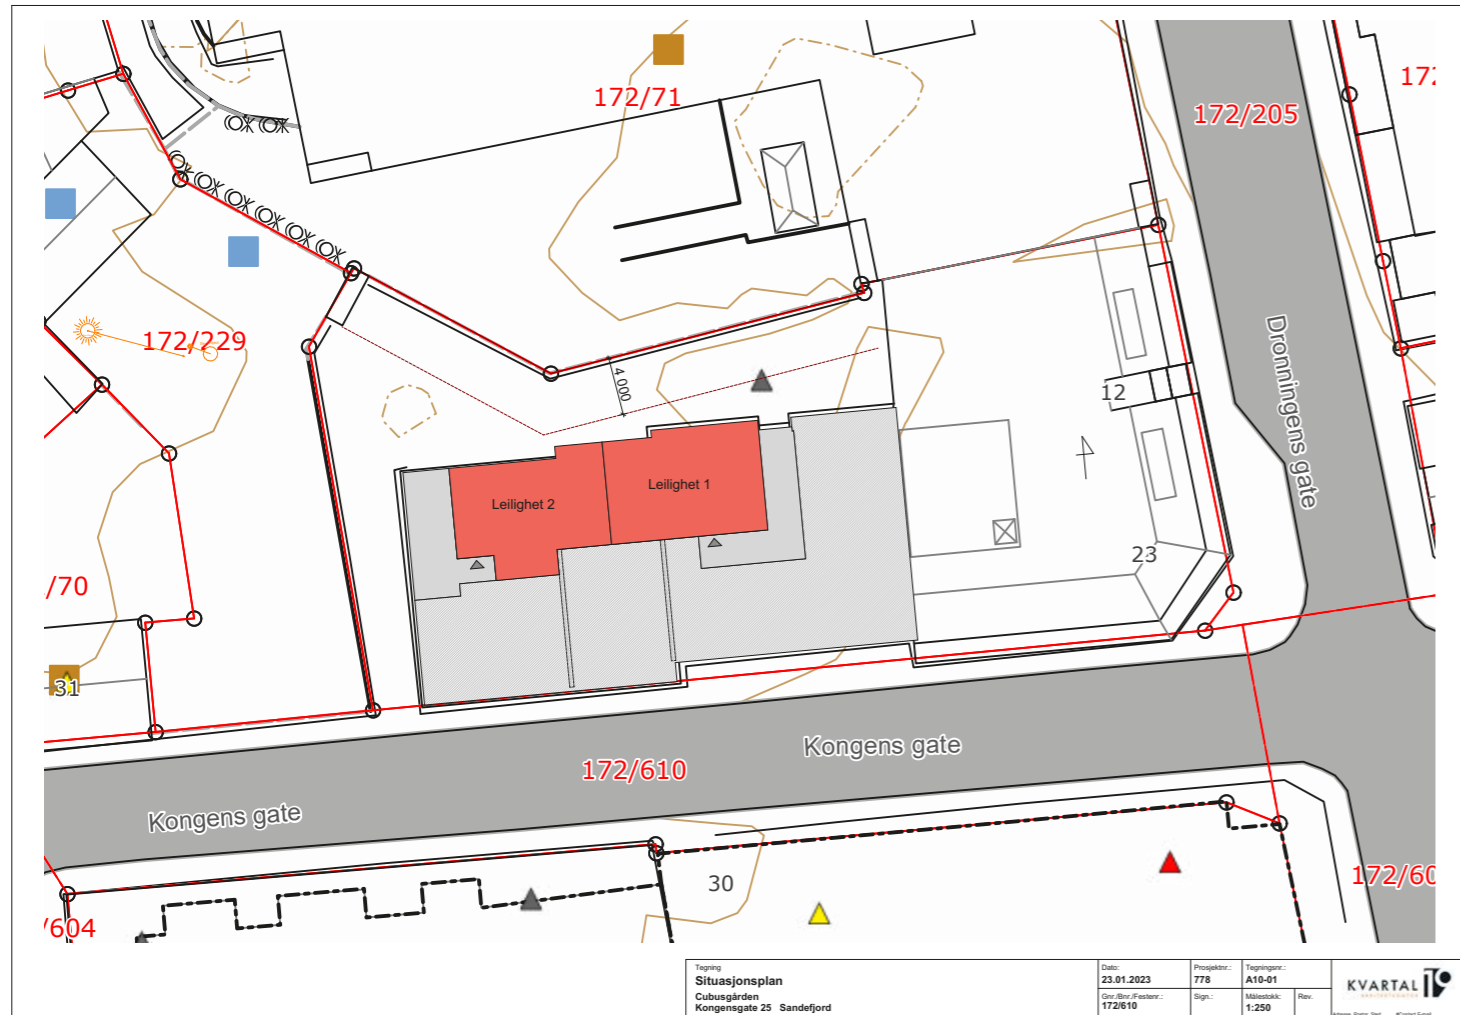 172/71
172/205
172
172/229
4 000
12
Dronningens gate
Leilighet 1
Leilighet 2
23
/70
31
Kongens gate
172/610
Kongens gate
30
172/60
/604
Tegning
Situasjonsplan
Cubusgården
Kongensgate 25 Sandefjord
Dato:
23.01.2023
Prosjektnr.:
778
Tegningsnr.:
A10-01
Gnr./Bnr./Festenr.:
172/610
Sign.:
Målestokk:
1:250
Rev.
KVARTAL 19